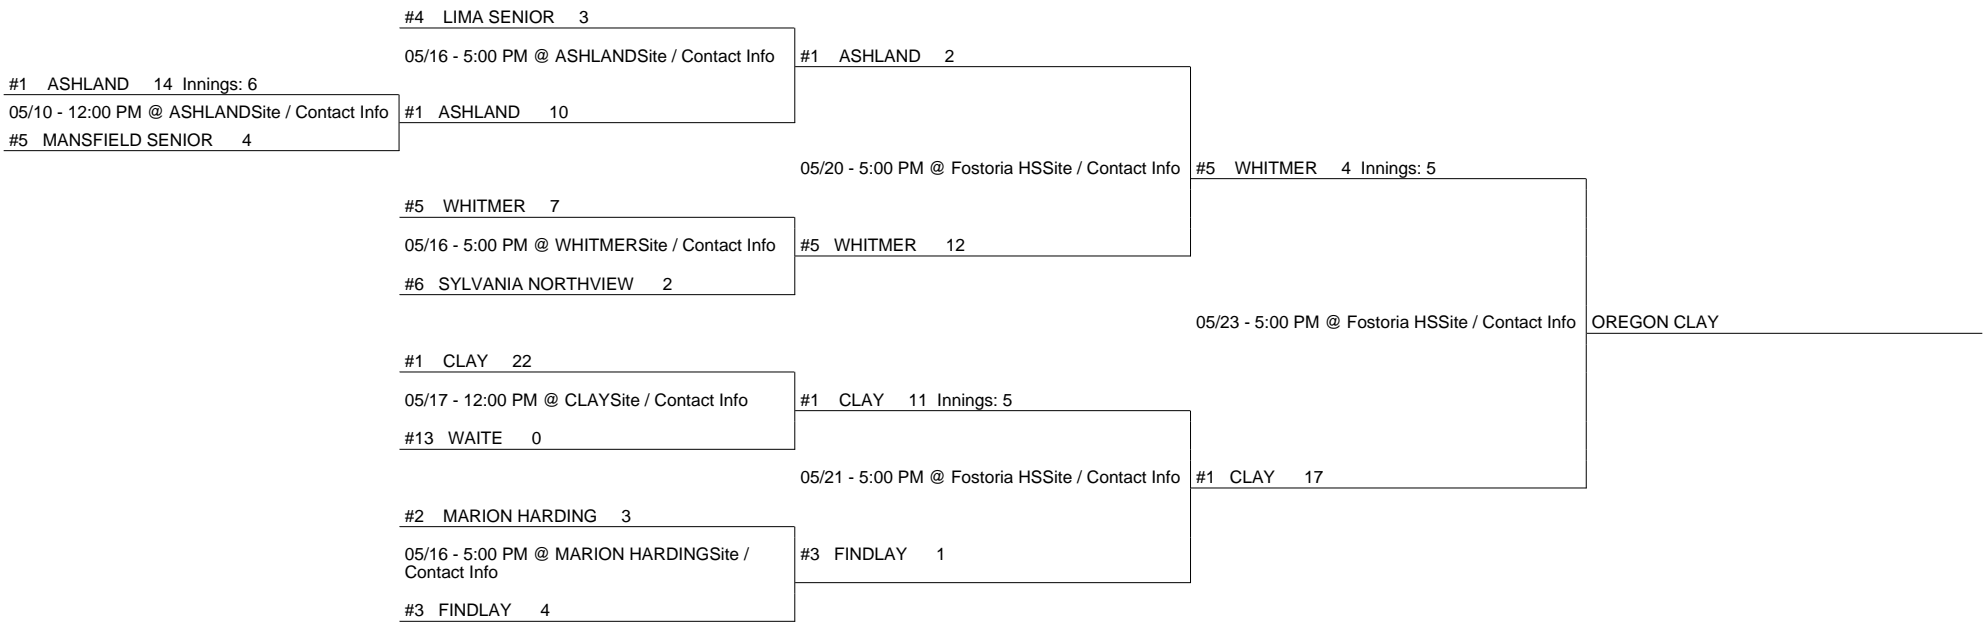 #1 ASHLAND 14 Innings: 6
05/10 - 12:00 PM @ ASHLANDSite / Contact Info
#5 MANSFIELD SENIOR 4
#4 LIMA SENIOR 3
05/16 - 5:00 PM @ ASHLANDSite / Contact Info
#1 ASHLAND 10
#5 WHITMER 7
05/16 - 5:00 PM @ WHITMERSite / Contact Info
#6 SYLVANIA NORTHVIEW 2
#1 CLAY 22
05/17 - 12:00 PM @ CLAYSite / Contact Info
#13 WAITE 0
#2 MARION HARDING 3
05/16 - 5:00 PM @ MARION HARDINGSite /
Contact Info
#3 FINDLAY 4
#1 ASHLAND 2
05/20 - 5:00 PM @ Fostoria HSSite / Contact Info
#5 WHITMER 12
#1 CLAY 11 Innings: 5
05/21 - 5:00 PM @ Fostoria HSSite / Contact Info
#3 FINDLAY 1
#5 WHITMER 4 Innings: 5
05/23 - 5:00 PM @ Fostoria HSSite / Contact Info
#1 CLAY 17
OREGON CLAY